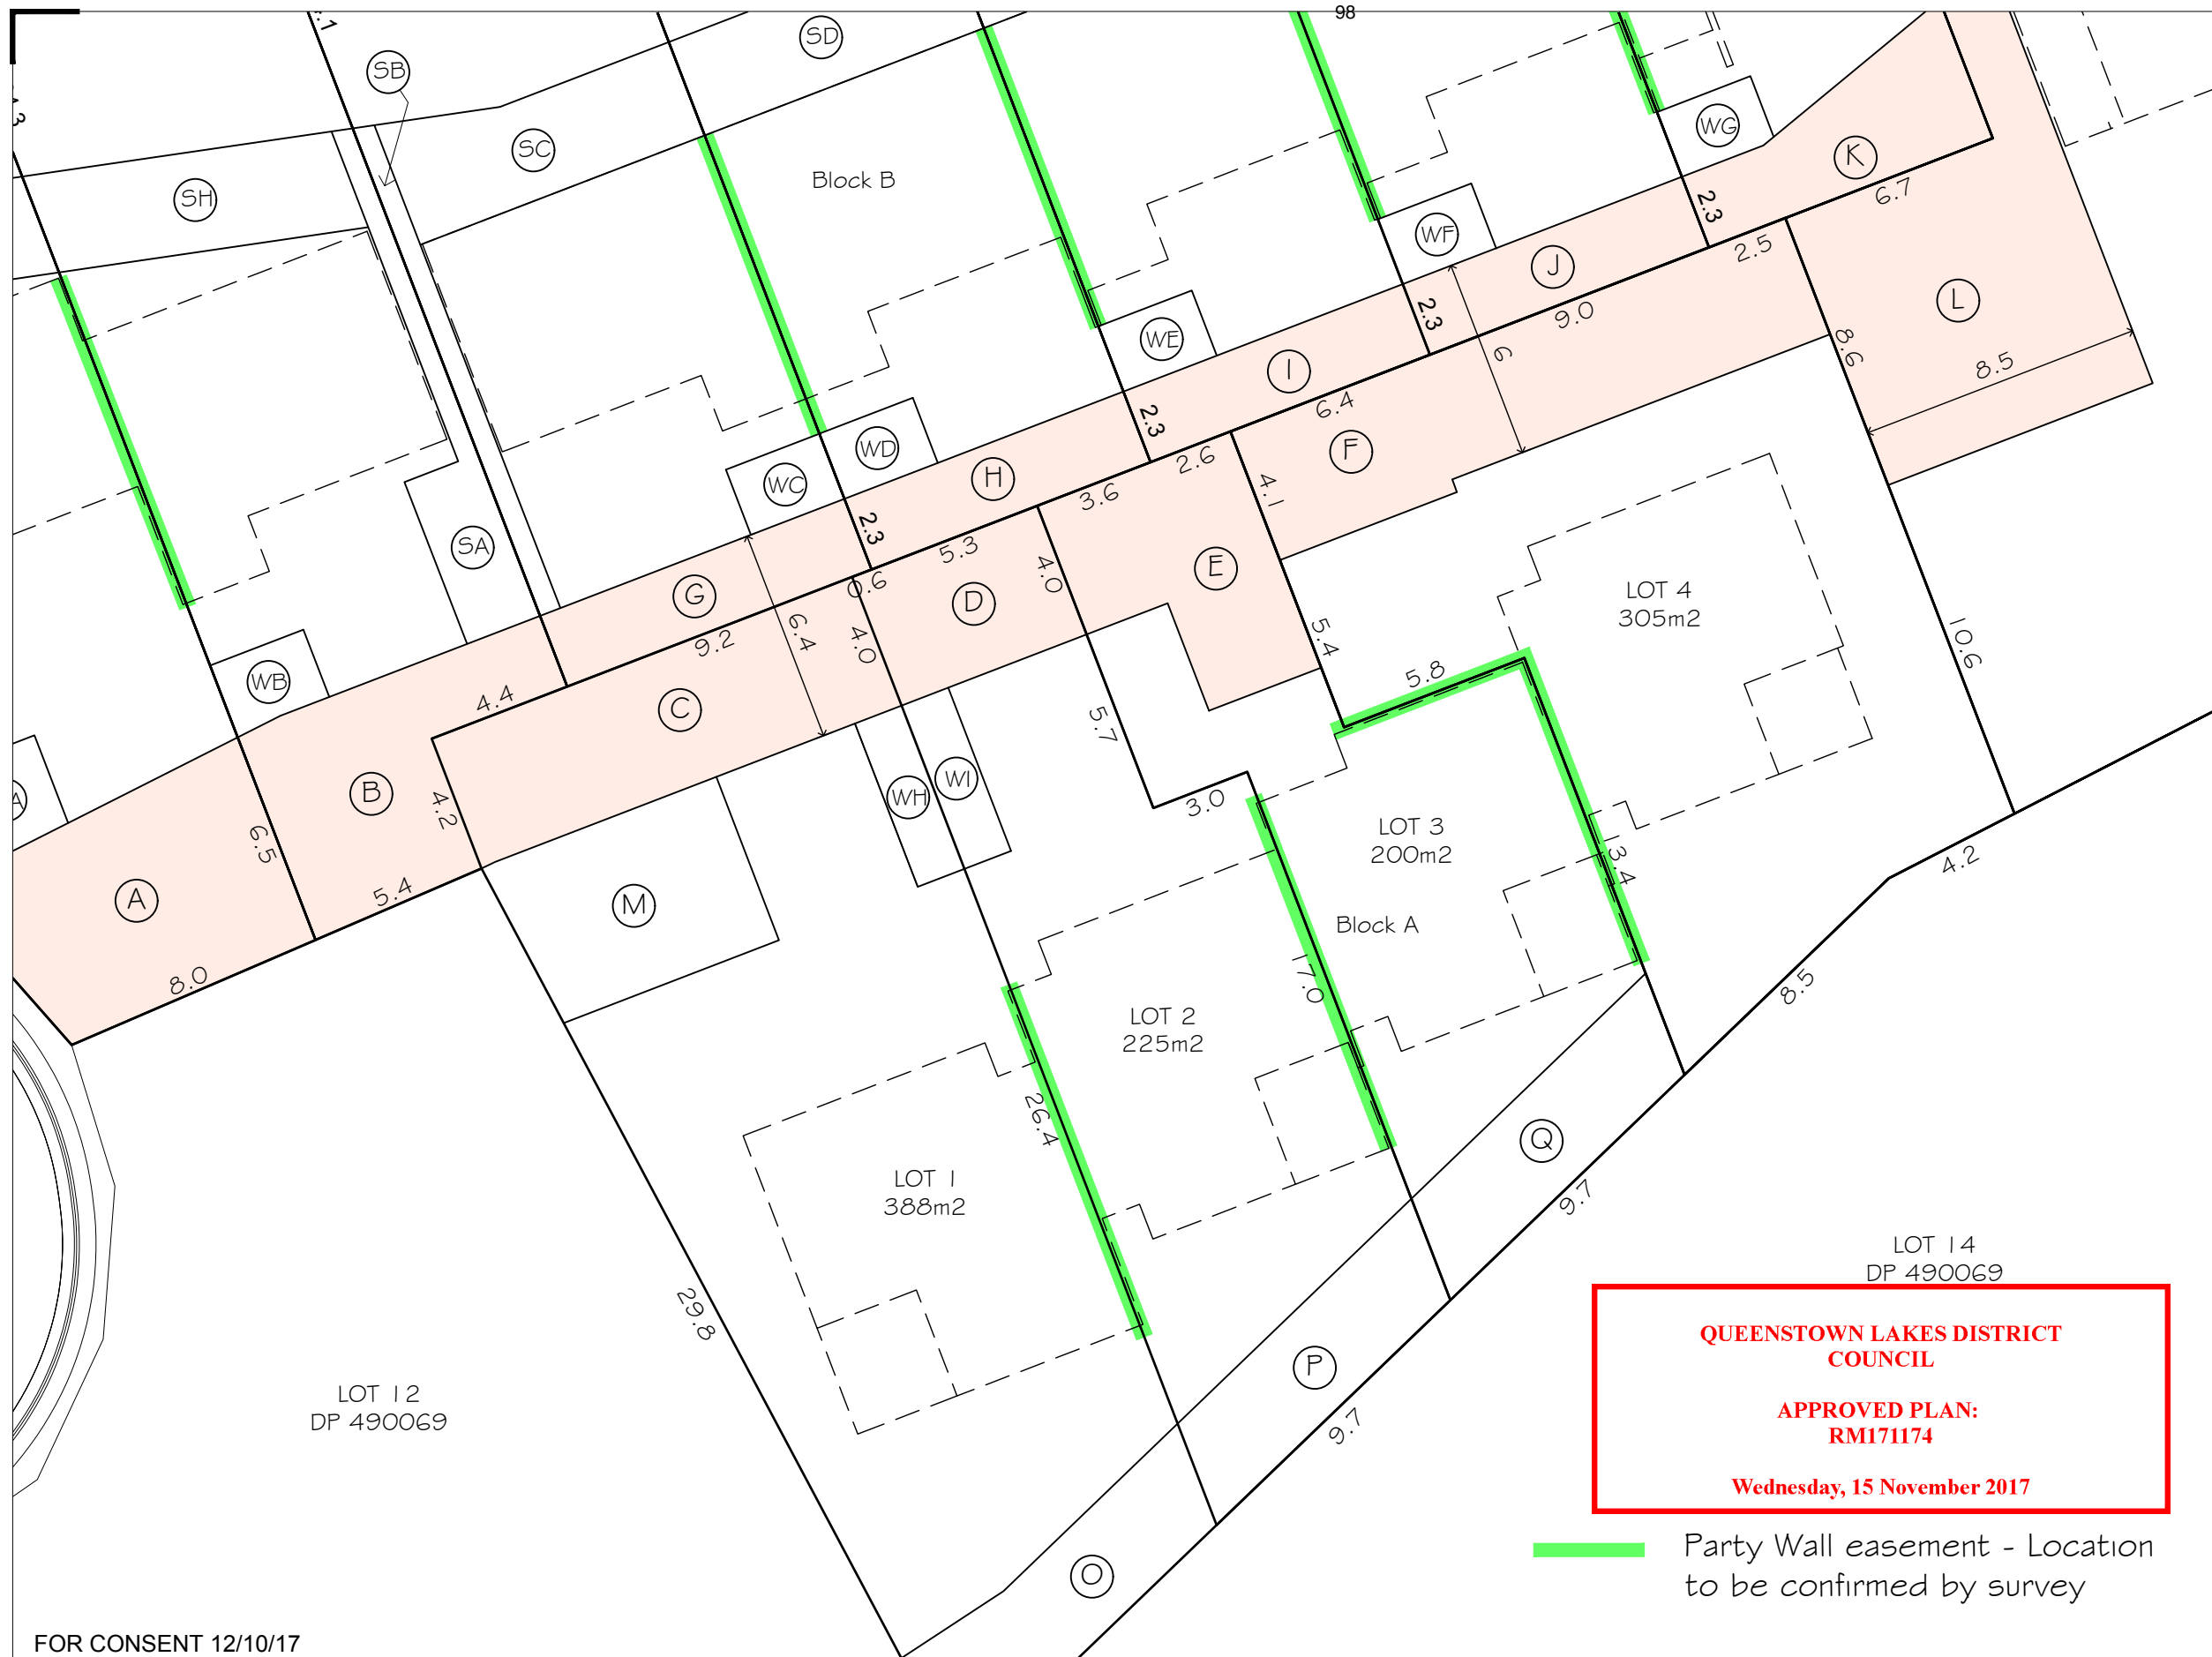 98
SD
SB
SC
SH
Block B
WG
K
6.7
2.3
2.5
WF
J
9.0
2.3
L
8.6
8.5
WE
I
6.4
6
2.3
2.6
F
4.1
WD
WC
H
3.6
2.3
5.3
4.0
E
SA
G
0.6
D
9.2
6.4
4.0
5.4
LOT 4
305m2
10.6
WB
4.4
C
5.8
5.7
B
4.2
WH
WI
3.0
LOT 3
200m2
13.4
4.2
6.5
5.4
A
M
8.0
Block A
17.0
8.5
LOT 2
225m2
26.4
Q
9.7
LOT 1
388m2
29.8
P
9.7
O
LOT 14
DP 490069
LOT 12
DP 490069
QUEENSTOWN LAKES DISTRICT
COUNCIL
APPROVED PLAN:
RM171174
Wednesday, 15 November 2017
Party Wall easement - Location
to be confirmed by survey
FOR CONSENT 12/10/17